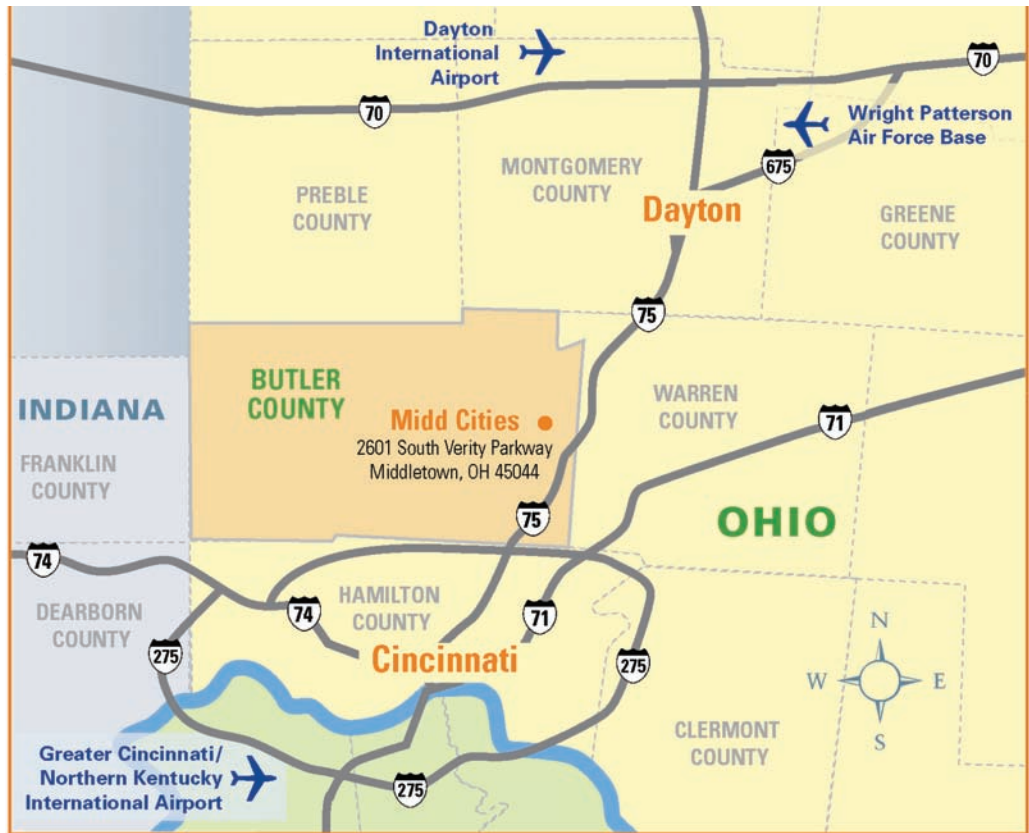 Dayton
International
Airport
70
70
Wright Patterson
Air Force Base
675
MONTGOMERY
COUNTY
PREBLE
COUNTY
Dayton
GREENE
COUNTY
75
BUTLER
COUNTY
INDIANA
WARREN
COUNTY
Midd Cities
2601 South Verity Parkway
Middletown, OH 45044
71
FRANKLIN
COUNTY
75
OHIO
74
DEARBORN
COUNTY
74
HAMILTON
COUNTY
71
N
W
E
S
275
Cincinnati
275
CLERMONT
COUNTY
Greater Cincinnati/
Northern Kentucky
International Airport
275